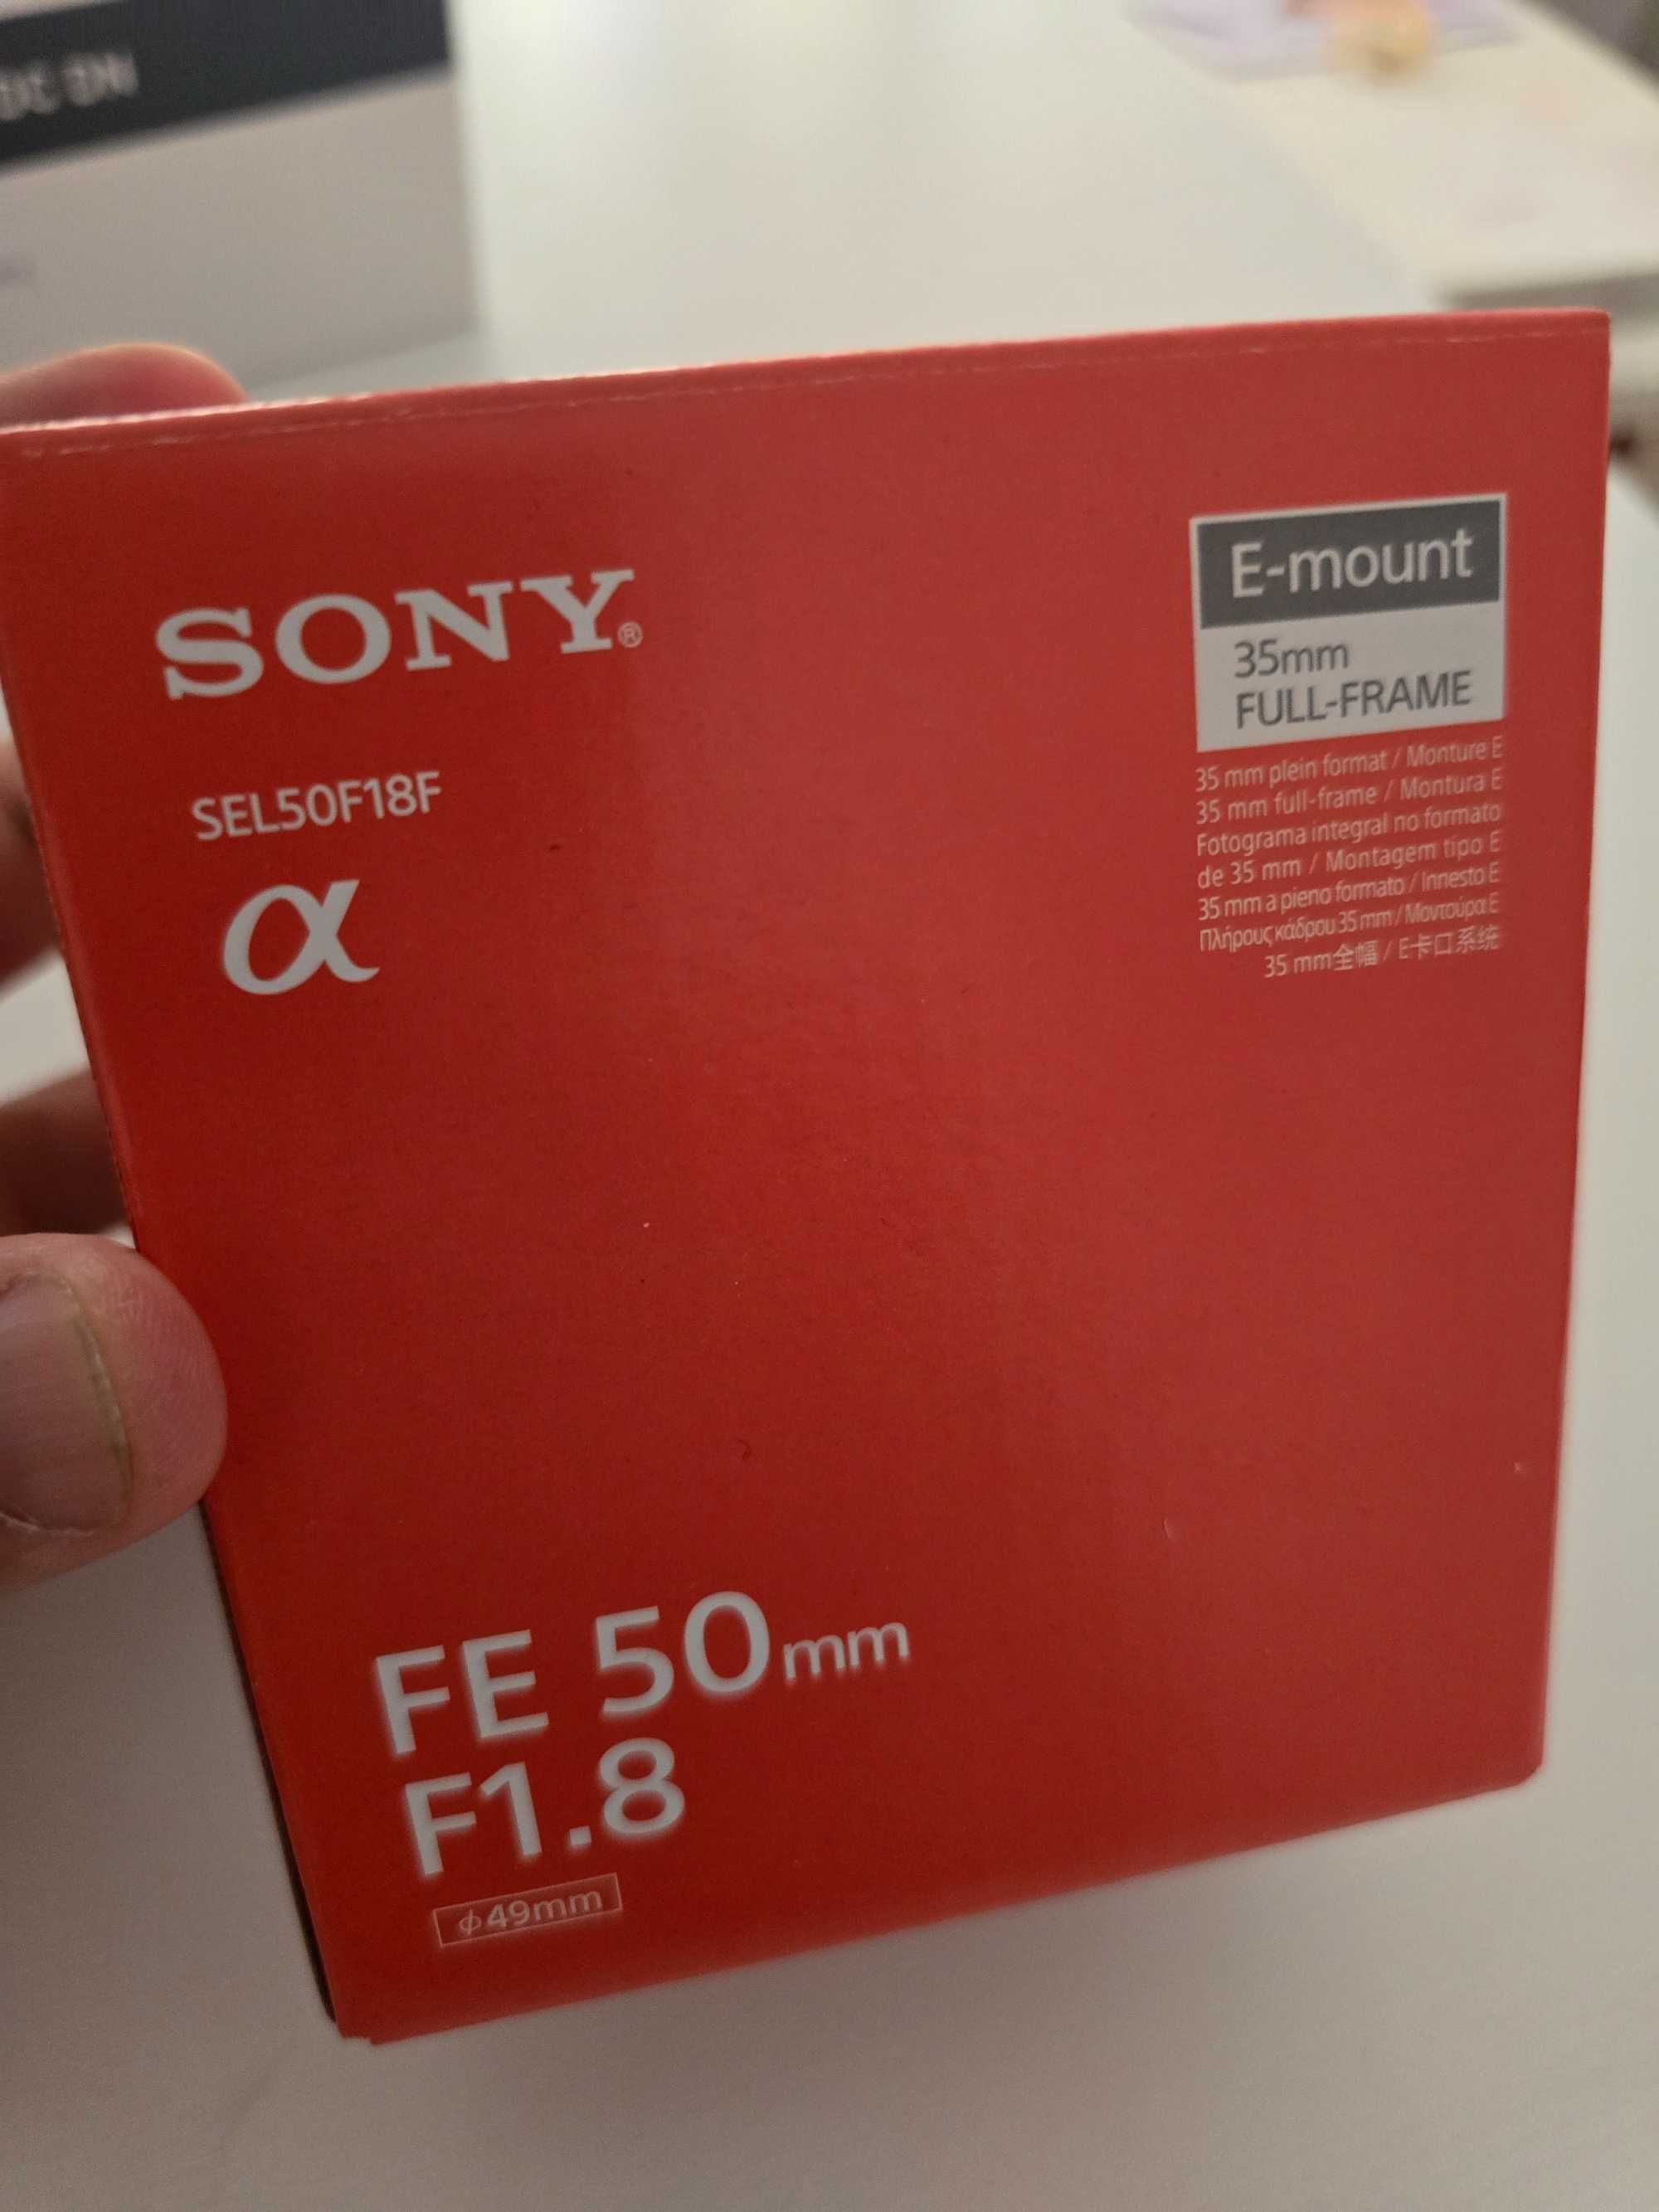 DC DN
SONY®
SEL50F18F
α
E-mount
35mm
FULL-FRAME
35 mm plein format / Monture E
35 mm full-frame / Montura E
Fotograma integral no formato
de 35 mm / Montagem tipo E
35 mm a pieno formato / Innesto E
Πλήρους κάδρου 35 mm / Μοντούρα E
35 mm全幅 / E卡口系统
FE 50mm
F1.8
ϕ49mm